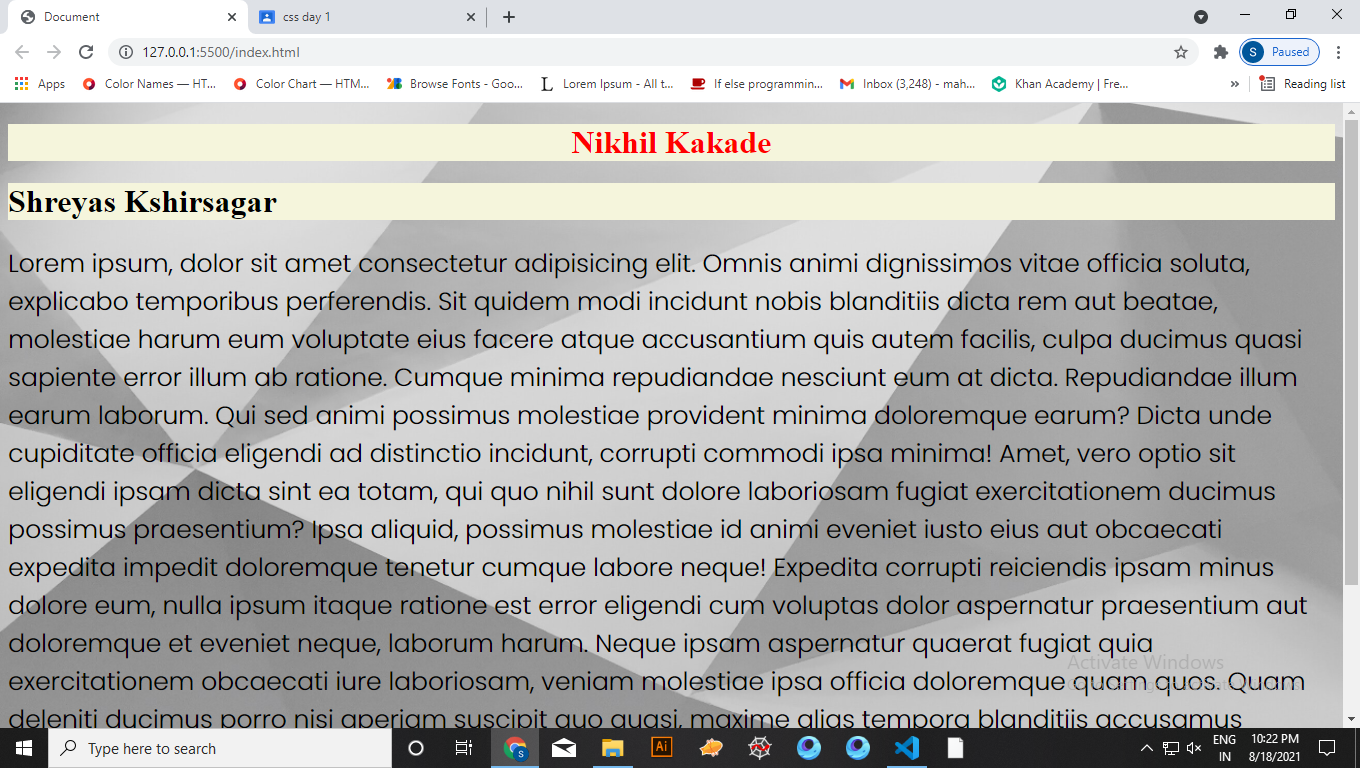 Document
css day 1
127.0.0.1:5500/index.html
S Paused
Apps
Color Names — HT...
Color Chart — HTM...
Browse Fonts - Goo...
L Lorem Ipsum - All t...
If else programmin...
Inbox (3,248) - mah...
Khan Academy | Fre...
»
Reading list
Nikhil Kakade
Shreyas Kshirsagar
Lorem ipsum, dolor sit amet consectetur adipisicing elit. Omnis animi dignissimos vitae officia soluta,
explicabo temporibus perferendis. Sit quidem modi incidunt nobis blanditiis dicta rem aut beatae,
molestiae harum eum voluptate eius facere atque accusantium quis autem facilis, culpa ducimus quasi
sapiente error illum ab ratione. Cumque minima repudiandae nesciunt eum at dicta. Repudiandae illum
earum laborum. Qui sed animi possimus molestiae provident minima doloremque earum? Dicta unde
cupiditate officia eligendi ad distinctio incidunt, corrupti commodi ipsa minima! Amet, vero optio sit
eligendi ipsam dicta sint ea totam, qui quo nihil sunt dolore laboriosam fugiat exercitationem ducimus
possimus praesentium? Ipsa aliquid, possimus molestiae id animi eveniet iusto eius aut obcaecati
expedita impedit doloremque tenetur cumque labore neque! Expedita corrupti reiciendis ipsam minus
dolore eum, nulla ipsum itaque ratione est error eligendi cum voluptas dolor aspernatur praesentium aut
doloremque et eveniet neque, laborum harum. Neque ipsam aspernatur quaerat fugiat quia
Activate Windows
exercitationem obcaecati iure laboriosam, veniam molestiae ipsa officia doloremque quam quos. Quam
deleniti ducimus porro nisi aperiam suscipit quo quasi, maxime alias tempora blanditiis accusamus
Type here to search
S
Ai
ENG
IN
10:22 PM
8/18/2021